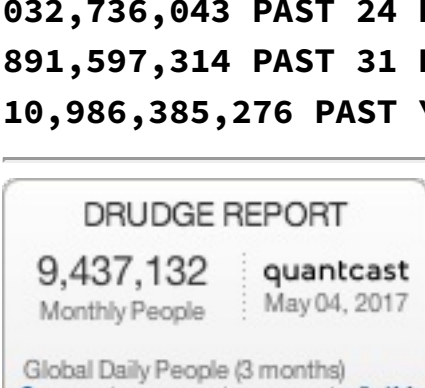 032,736,043 PAST 24
891,597,314 PAST 31
10,986,385,276 PAST
DRUDGE REPORT
9,437,132
Monthly People
quantcast
May 04, 2017
Global Daily People (3 months)